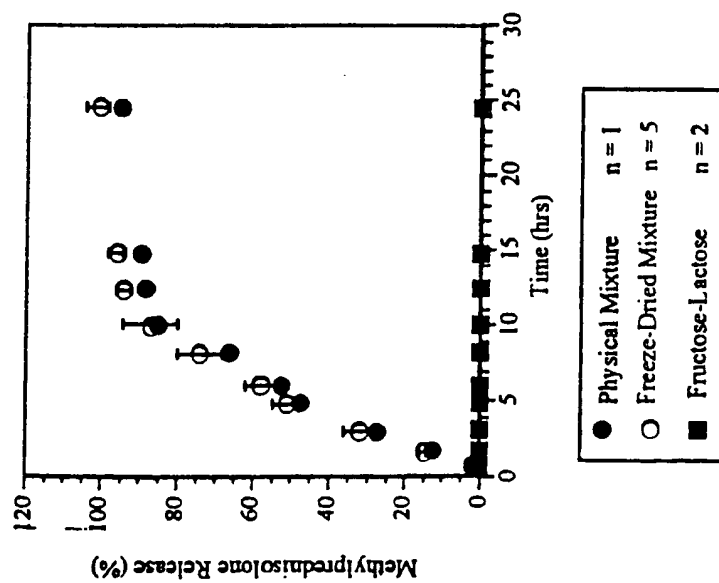 Methylprednisolone Release (%)
120
100
80
60
40
20
0
0
5
10
15
20
25
30
Time (hrs)
Physical Mixture n = 1
Freeze-Dried Mixture n = 5
Fructose-Lactose n = 2